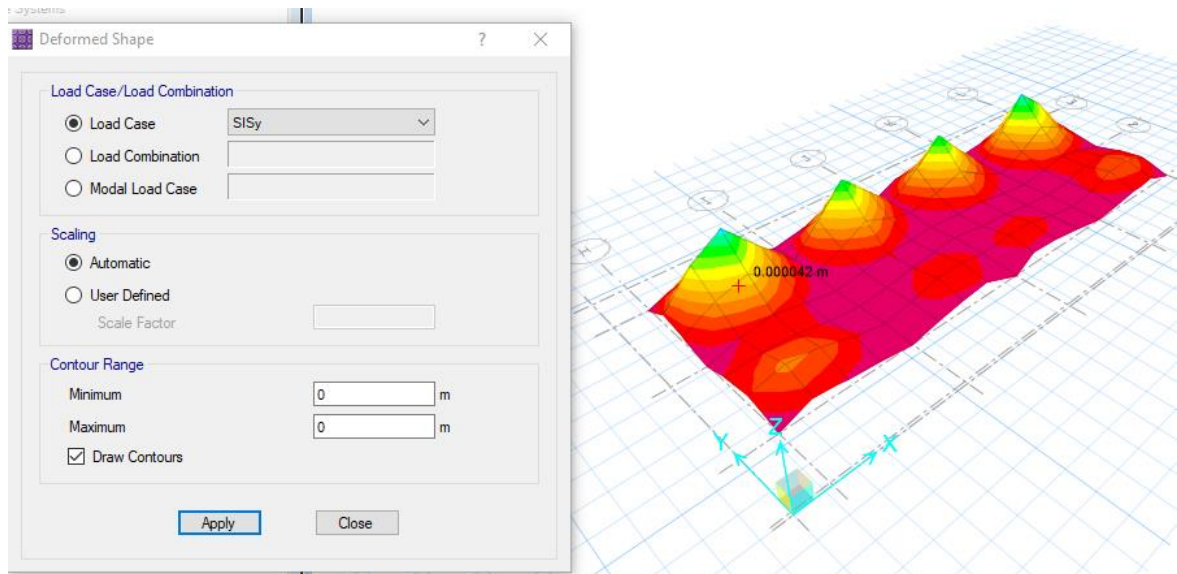 Systems
Deformed Shape
?
Load Case/Load Combination
Load Case
SISy
Load Combination
Modal Load Case
Scaling
Automatic
User Defined
Scale Factor
Contour Range
Minimum
0
m
Maximum
0
m
Draw Contours
Apply
Close
0.000042 m
Y
Z
X